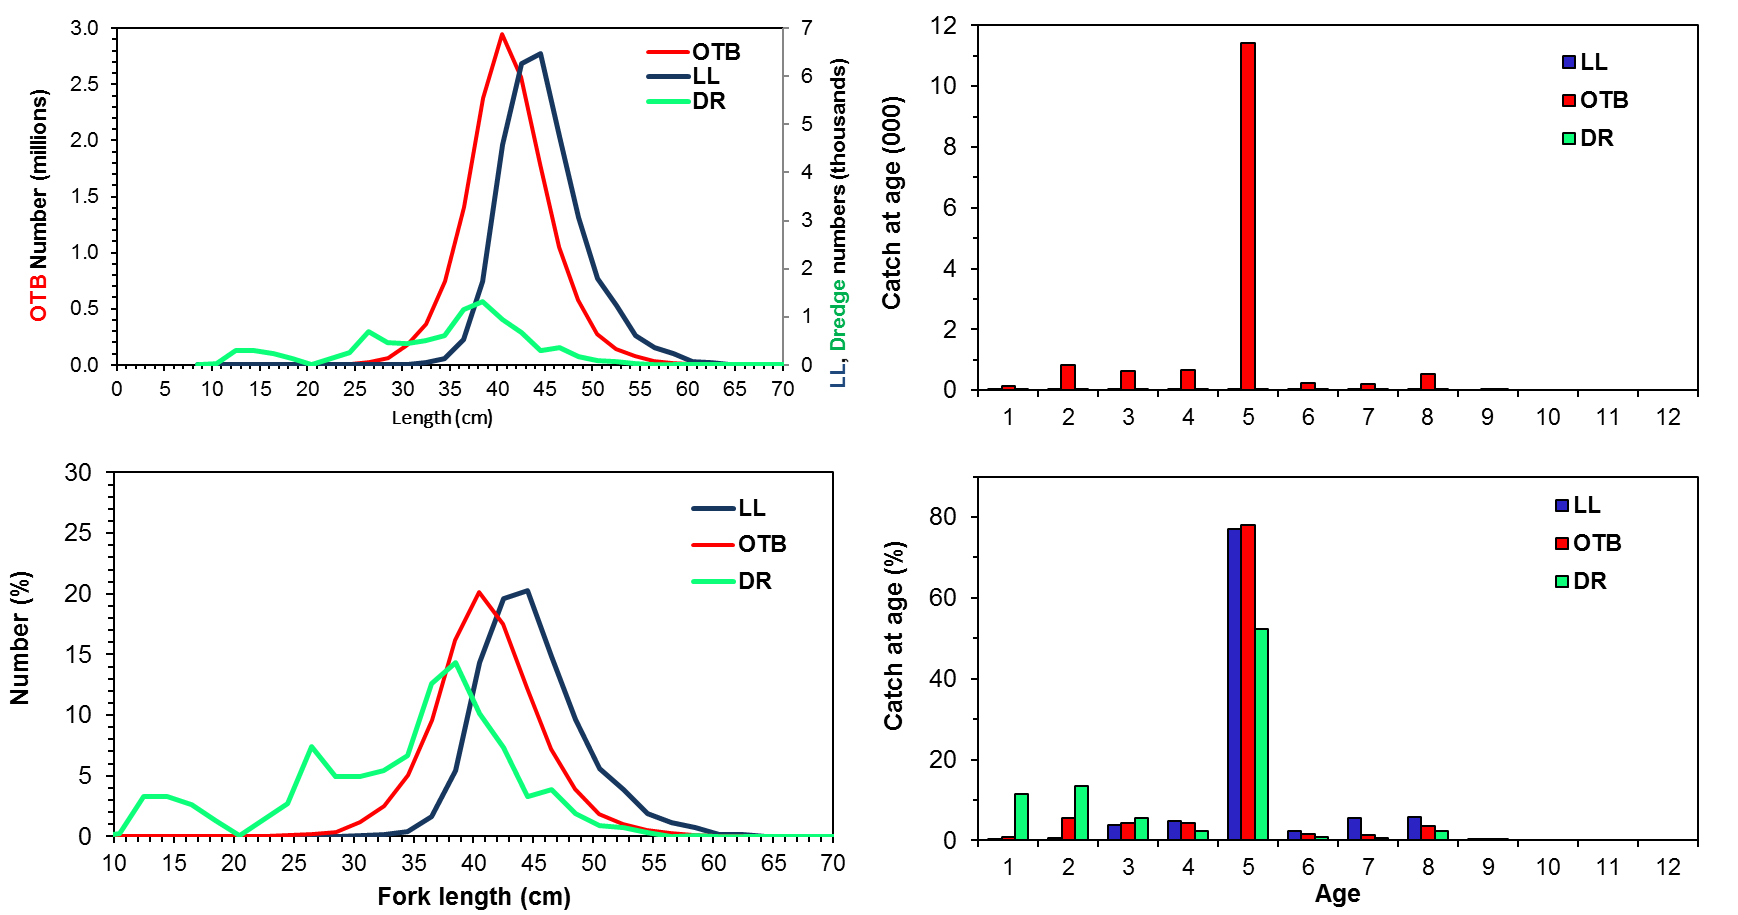 3.0
2.5
2.0
1.5
1.0
0.5
0.0
OTB Number (millions)
7
6
5
4
3
2
1
0
LL, Dredge numbers (thousands)
OTB
LL
DR
0 5 10 15 20 25 30 35 40 45 50 55 60 65 70
Length (cm)
12
10
8
6
4
2
0
Catch at age (000)
LL
OTB
DR
1 2 3 4 5 6 7 8 9 10 11 12
30
25
20
15
10
5
0
Number (%)
LL
OTB
DR
10 15 20 25 30 35 40 45 50 55 60 65 70
Fork length (cm)
80
60
40
20
0
Catch at age (%)
LL
OTB
DR
1 2 3 4 5 6 7 8 9 10 11 12
Age